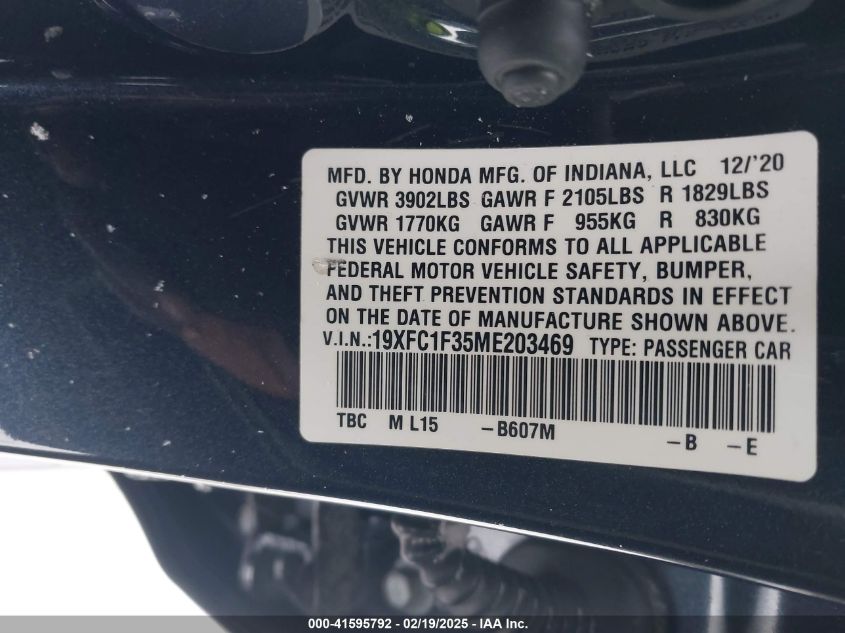 MFD. BY HONDA MFG. OF INDIANA, LLC 12/'20
GVWR 3902LBS GAWR F 2105LBS R 1829LBS
GVWR 1770KG GAWR F 955KG R 830KG
THIS VEHICLE CONFORMS TO ALL APPLICABLE
FEDERAL MOTOR VEHICLE SAFETY, BUMPER,
AND THEFT PREVENTION STANDARDS IN EFFECT
ON THE DATE OF MANUFACTURE SHOWN ABOVE.
V.I.N.:19XFC1F35ME203469 TYPE: PASSENGER CAR
TBC M L15 -B607M -B -E
000-41595792 - 02/19/2025 - IAA Inc.